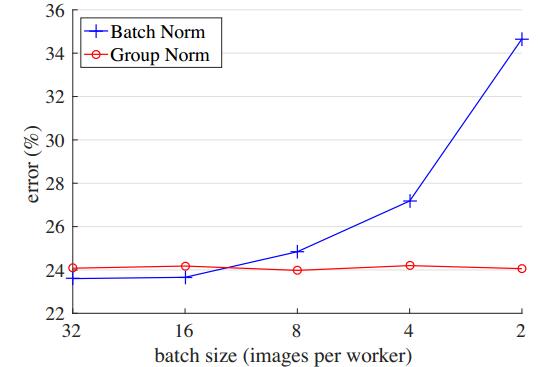 36
34
32
30
28
26
24
22
error (%)
Batch Norm
Group Norm
32 16 8 4 2
batch size (images per worker)